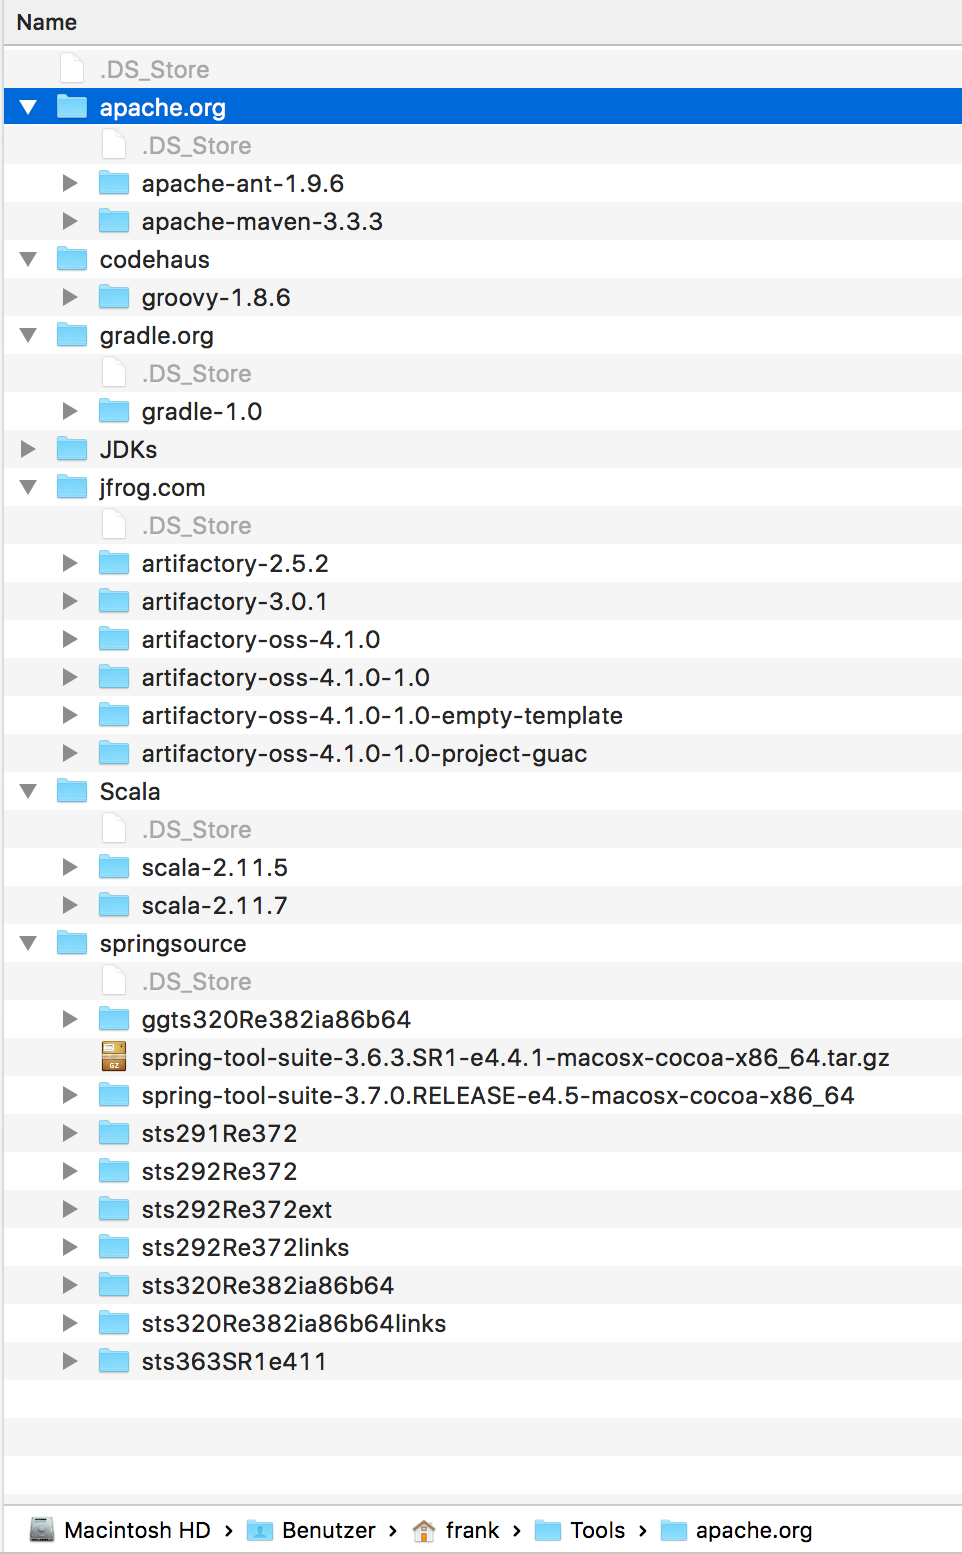 Name
.DS_Store
apache.org
.DS_Store
apache-ant-1.9.6
apache-maven-3.3.3
codehaus
groovy-1.8.6
gradle.org
.DS_Store
gradle-1.0
JDKs
jfrog.com
.DS_Store
artifactory-2.5.2
artifactory-3.0.1
artifactory-oss-4.1.0
artifactory-oss-4.1.0-1.0
artifactory-oss-4.1.0-1.0-empty-template
artifactory-oss-4.1.0-1.0-project-guac
Scala
.DS_Store
scala-2.11.5
scala-2.11.7
springsource
.DS_Store
ggts320Re382ia86b64
GZ spring-tool-suite-3.6.3.SR1-e4.4.1-macosx-cocoa-x86_64.tar.gz
spring-tool-suite-3.7.0.RELEASE-e4.5-macosx-cocoa-x86_64
sts291Re372
sts292Re372
sts292Re372ext
sts292Re372links
sts320Re382ia86b64
sts320Re382ia86b64links
sts363SR1e411
Macintosh HD › Benutzer › frank › Tools › apache.org